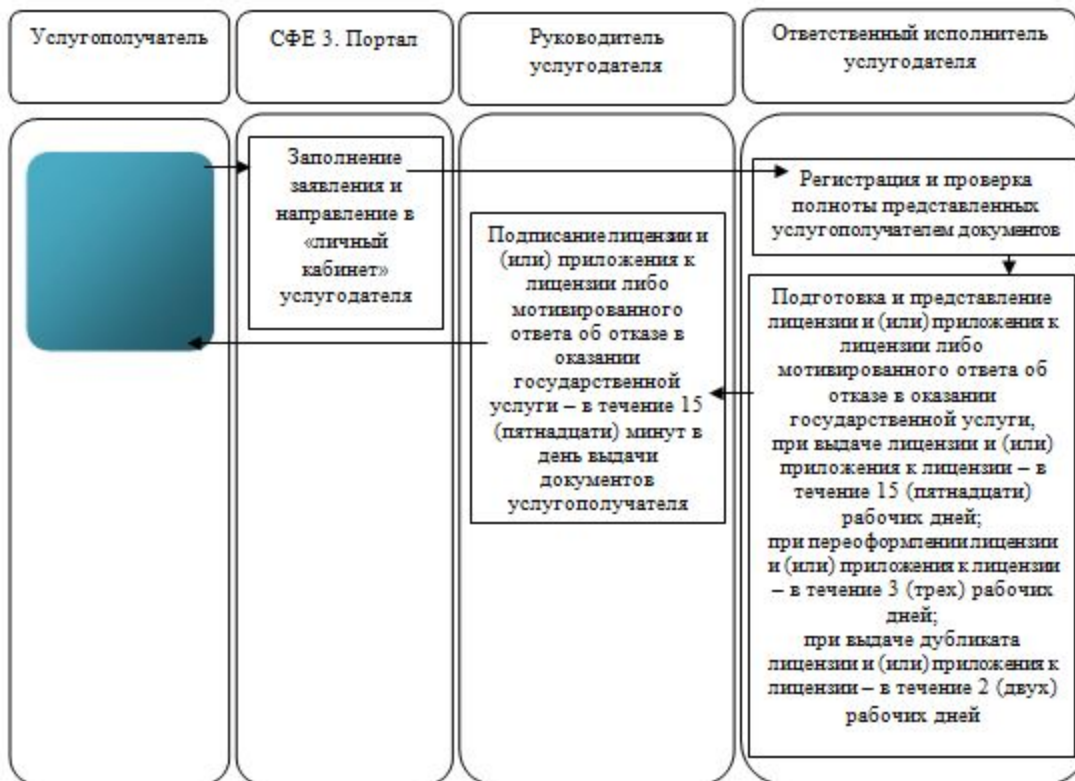 Услугополучатель
СФЕ 3. Портал
Руководитель
услугодателя
Ответственный исполнитель
услугодателя
Заполнение
заявления и
направление в
«личный
кабинет»
услугодателя
Регистрация и проверка
полноты представленных
услугополучателем документов
Подписание лицензии и
(или) приложения к
лицензии либо
мотивированного
ответа об отказе в
оказании
государственной
услуги – в течение 15
(пятнадцати) минут в
день выдачи
документов
услугополучателя
Подготовка и представление
лицензии и (или) приложения к
лицензии либо
мотивированного ответа об
отказе в оказании
государственной услуги,
при выдаче лицензии и (или)
приложения к лицензии – в
течение 15 (пятнадцати)
рабочих дней;
при переоформлении лицензии
и (или) приложения к лицензии
– в течение 3 (трех) рабочих
дней;
при выдаче дубликата
лицензии и (или) приложения к
лицензии – в течение 2 (двух)
рабочих дней